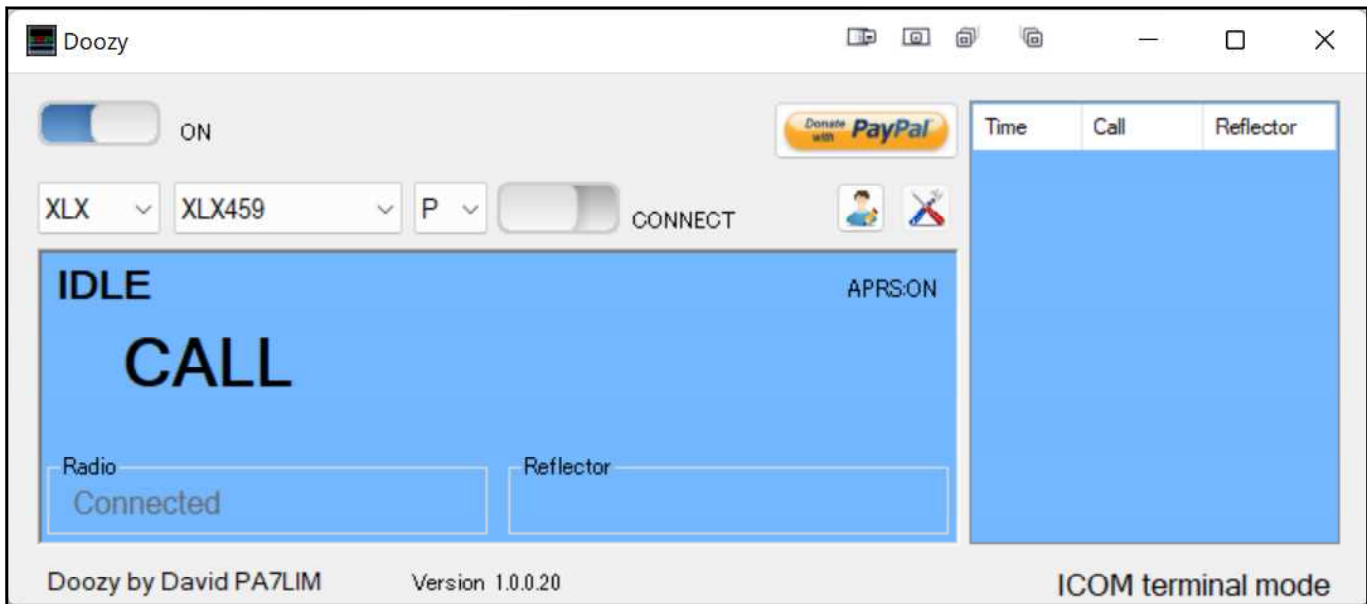 Doozy
ON
Donate with PayPal
Time Call Reflector
XLX XLX459 P CONNECT
IDLE
APRS:ON
CALL
Radio
Connected
Reflector
Doozy by David PA7LIM Version 1.0.0.20
ICOM terminal mode